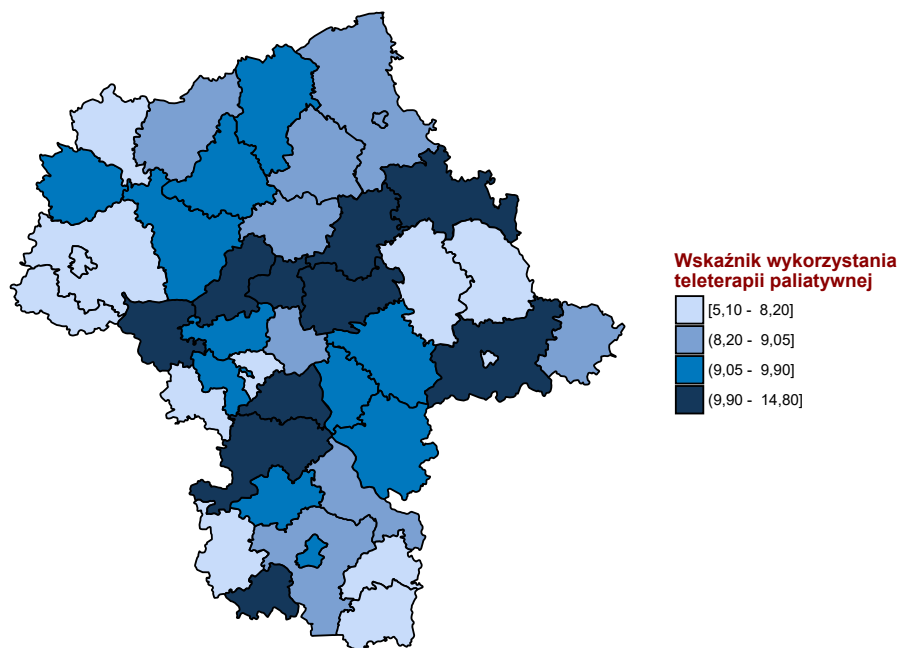 Wskaźnik wykorzystania
teleterapii paliatywnej
[5,10 - 8,20]
(8,20 - 9,05]
(9,05 - 9,90]
(9,90 - 14,80]